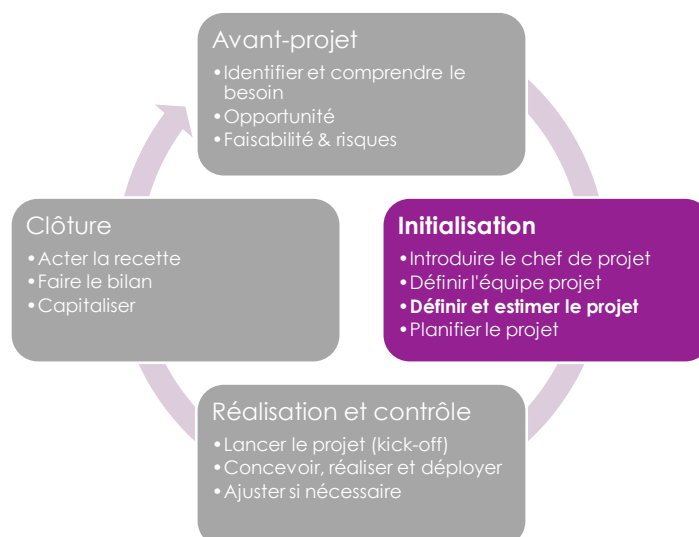 Avant-projet
•Identifier et comprendre le
besoin
•Opportunité
•Faisabilité & risques
Clôture
•Acter la recette
•Faire le bilan
•Capitaliser
Initialisation
•Introduire le chef de projet
•Définir l'équipe projet
•Définir et estimer le projet
•Planifier le projet
Réalisation et contrôle
•Lancer le projet (kick-off)
•Concevoir, réaliser et déployer
•Ajuster si nécessaire